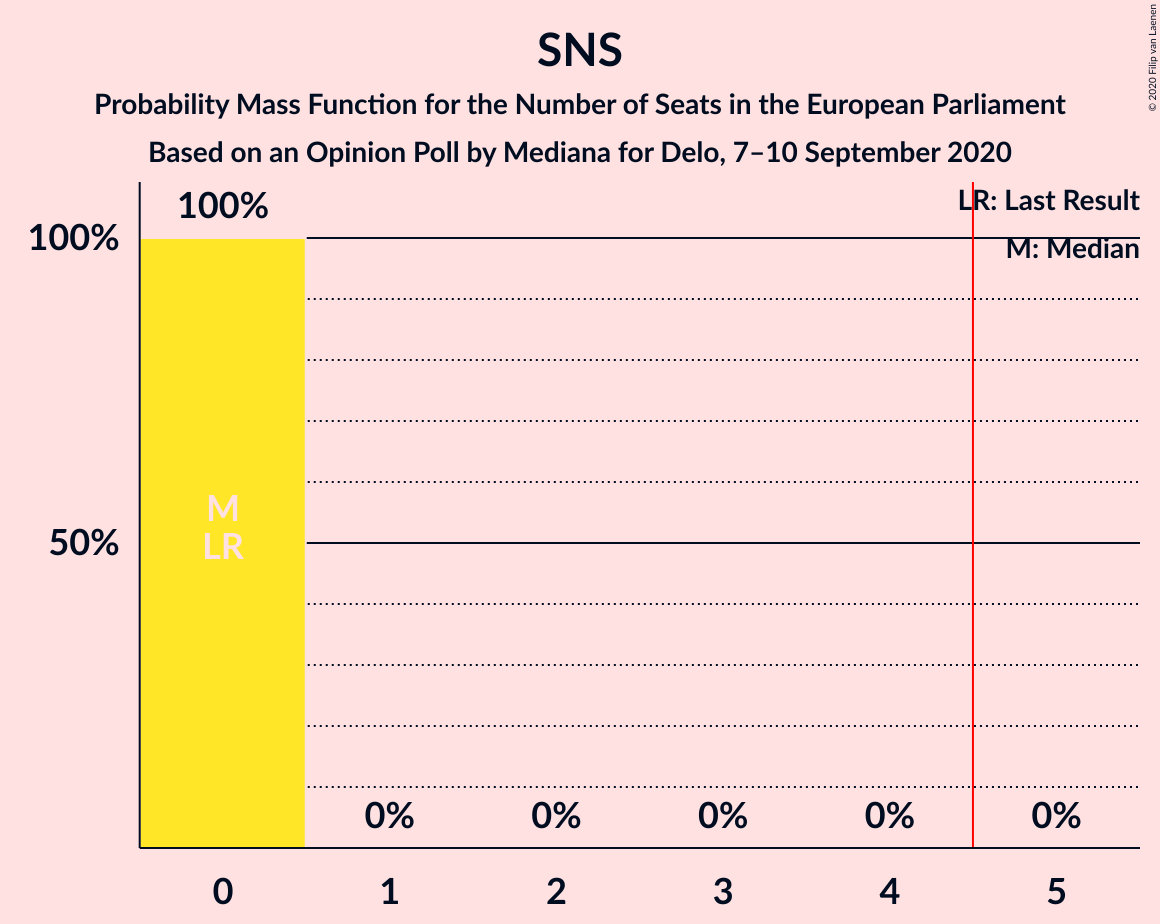 SNS
Probability Mass Function for the Number of Seats in the European Parliament
Based on an Opinion Poll by Mediana for Delo, 7–10 September 2020
© 2020 Filip van Laenen
LR: Last Result
M: Median
100%
100%
M
LR
50%
0%
0%
0%
0%
0%
0
1
2
3
4
5